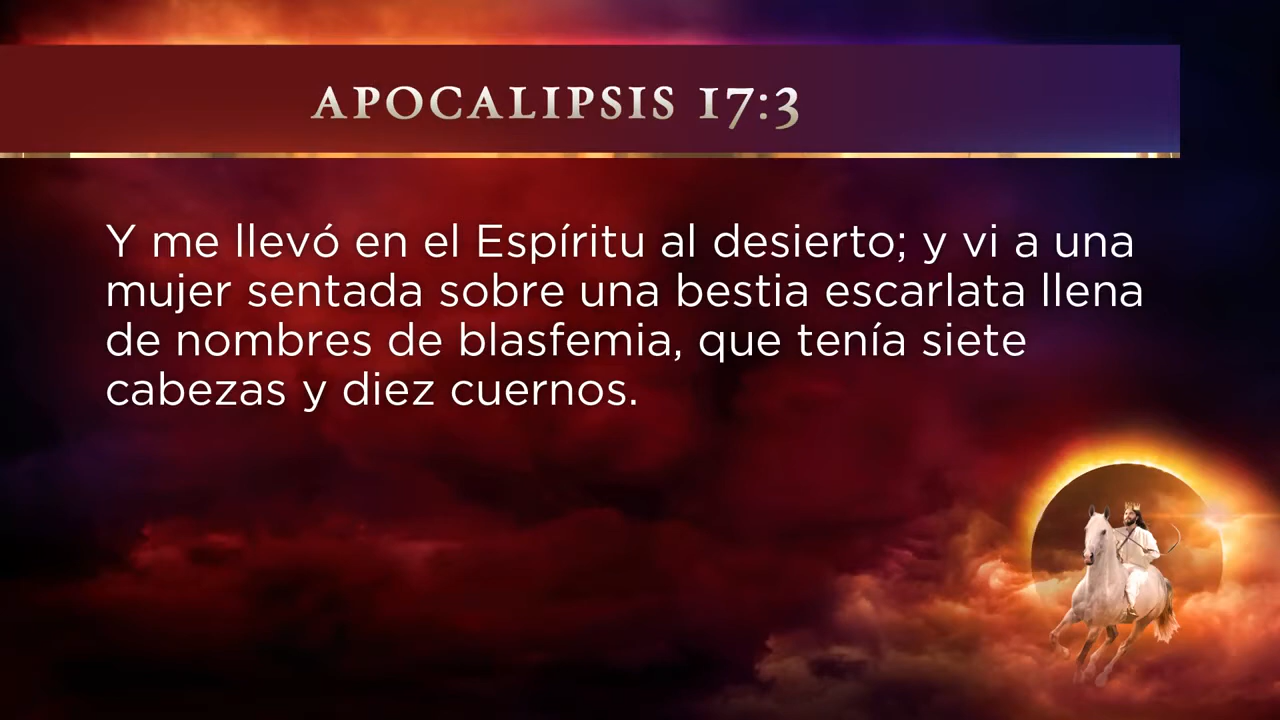 APOCALIPSIS 17:3
Y me llevó en el Espíritu al desierto; y vi a una
mujer sentada sobre una bestia escarlata llena
de nombres de blasfemia, que tenía siete
cabezas y diez cuernos.